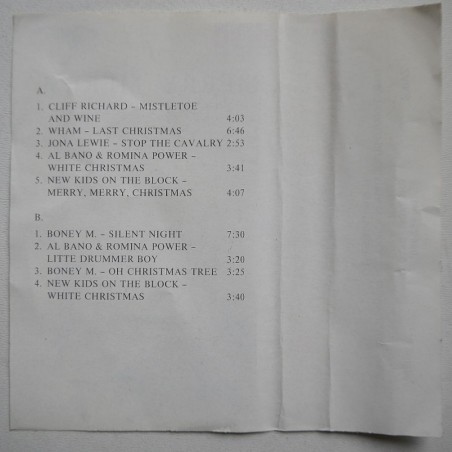 A.
1. CLIFF RICHARD – MISTLETOE
AND WINE 4:03
2. WHAM – LAST CHRISTMAS 6:46
3. JONA LEWIE – STOP THE CAVALRY 2:53
4. AL BANO & ROMINA POWER –
WHITE CHRISTMAS 3:41
5. NEW KIDS ON THE BLOCK –
MERRY, MERRY, CHRISTMAS 4:07
B.
1. BONEY M. – SILENT NIGHT 7:30
2. AL BANO & ROMINA POWER –
LITTE DRUMMER BOY 3:20
3. BONEY M. – OH CHRISTMAS TREE 3:25
4. NEW KIDS ON THE BLOCK –
WHITE CHRISTMAS 3:40